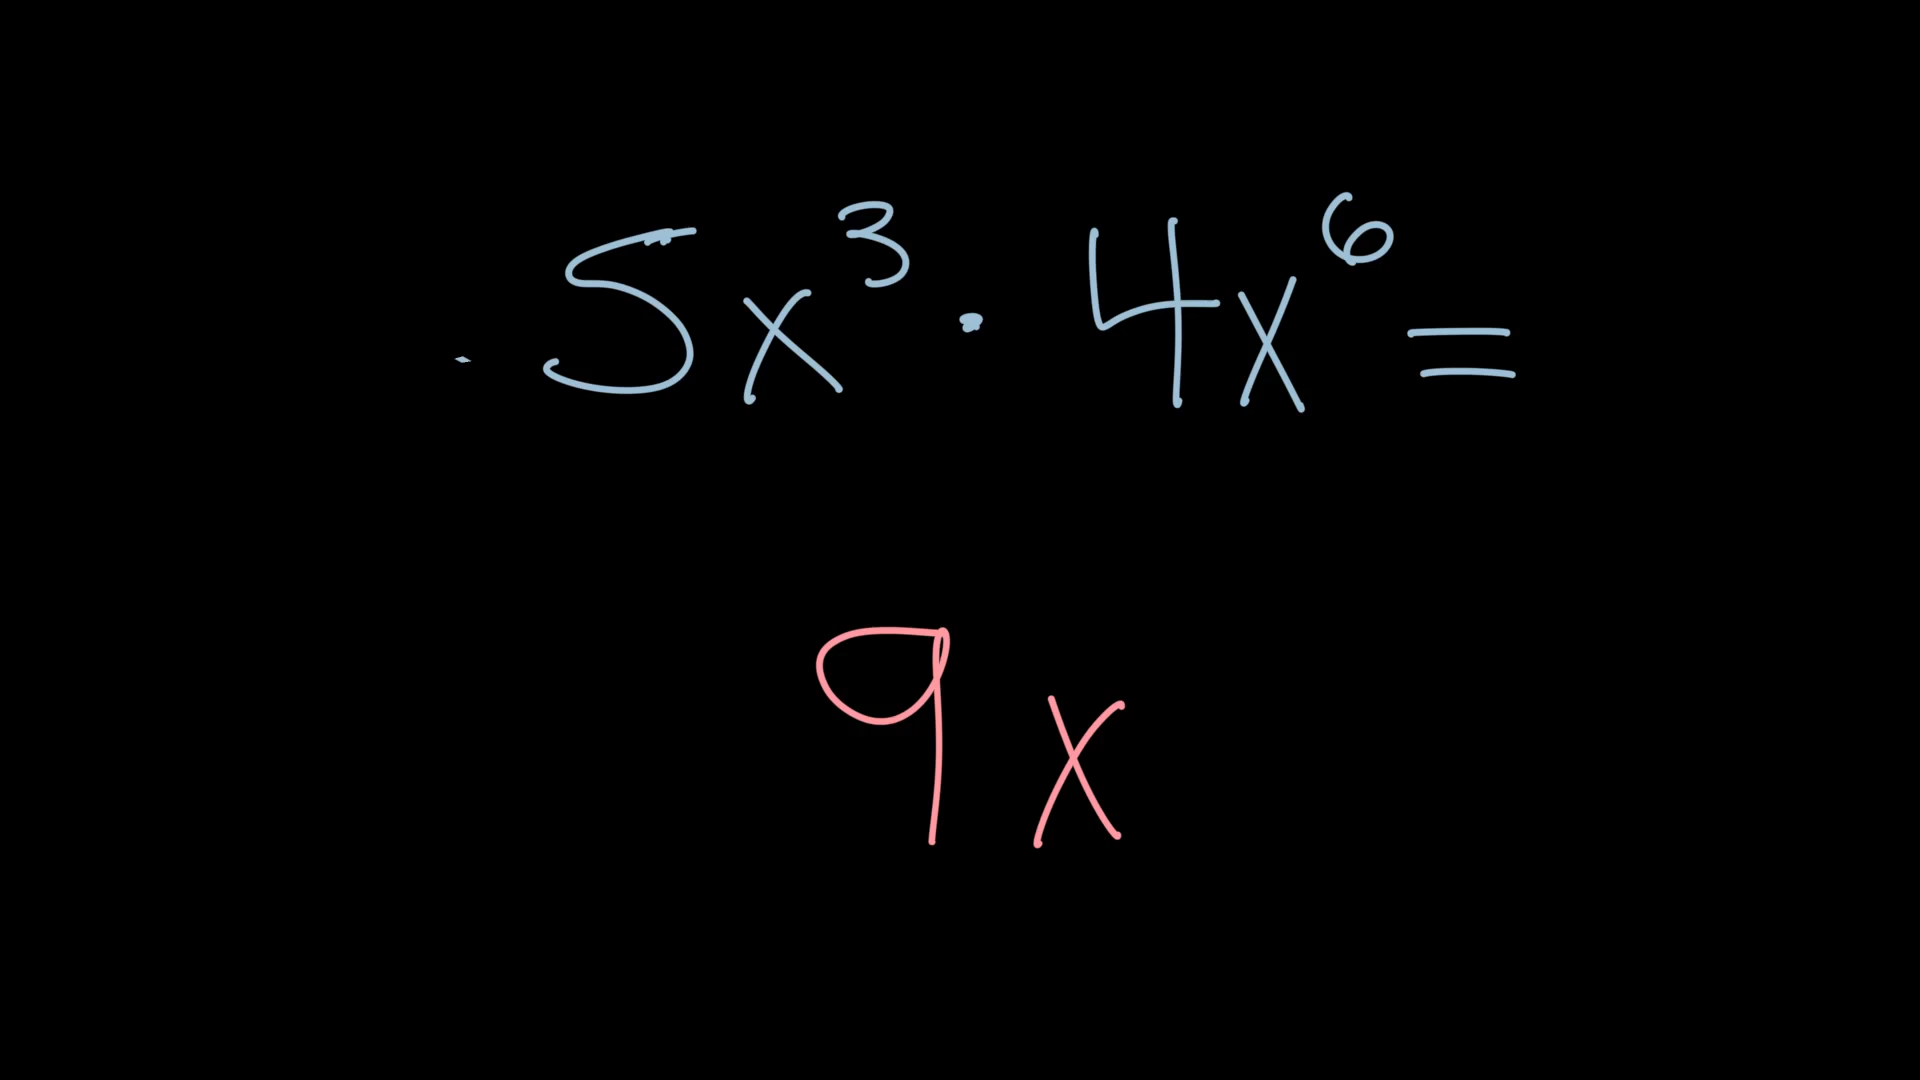 5x³ · 4x⁶ =
9x